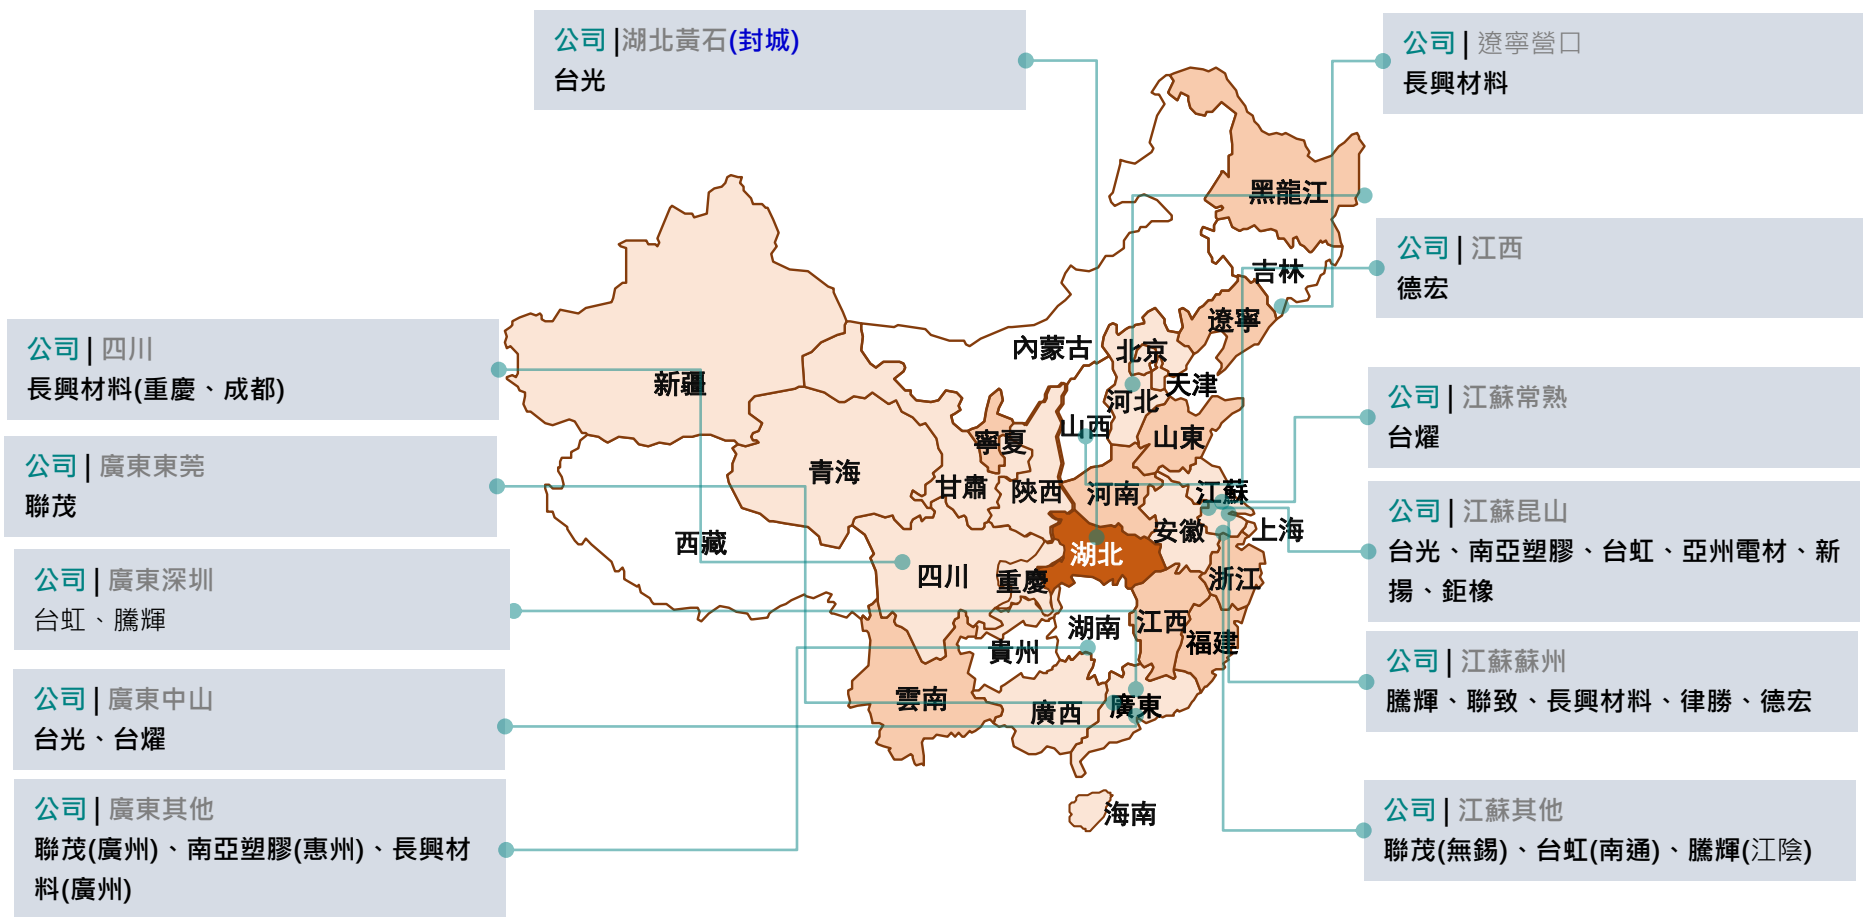 公司 |湖北黃石(封城)
台光
公司 | 遼寧營口
長興材料
公司 | 江西
德宏
公司 | 四川
長興材料(重慶、成都)
公司 | 江蘇常熟
台燿
公司 | 廣東東莞
聯茂
公司 | 江蘇昆山
台光、南亞塑膠、台虹、亞州電材、新
揚、鉅橡
公司 | 廣東深圳
台虹、騰輝
公司 | 江蘇蘇州
騰輝、聯致、長興材料、律勝、德宏
公司 | 廣東中山
台光、台燿
公司 | 廣東其他
聯茂(廣州)、南亞塑膠(惠州)、長興材
料(廣州)
公司 | 江蘇其他
聯茂(無錫)、台虹(南通)、騰輝(江陰)
黑龍江
吉林
遼寧
內蒙古
北京
天津
新疆
河北
山西
山東
寧夏
青海
甘肅
陝西
河南
江蘇
安徽
上海
西藏
湖北
四川
重慶
浙江
湖南
江西
福建
貴州
雲南
廣西
廣東
海南